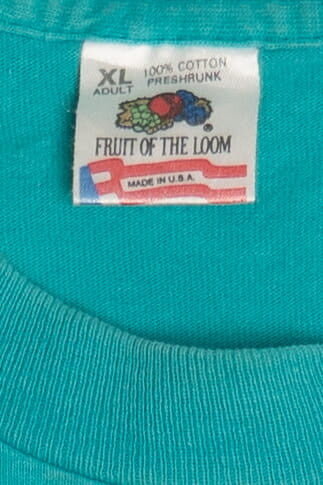 XL 100% COTTON
ADULT PRESHRUNK
®
FRUIT OF THE LOOM
MADE IN U.S.A.